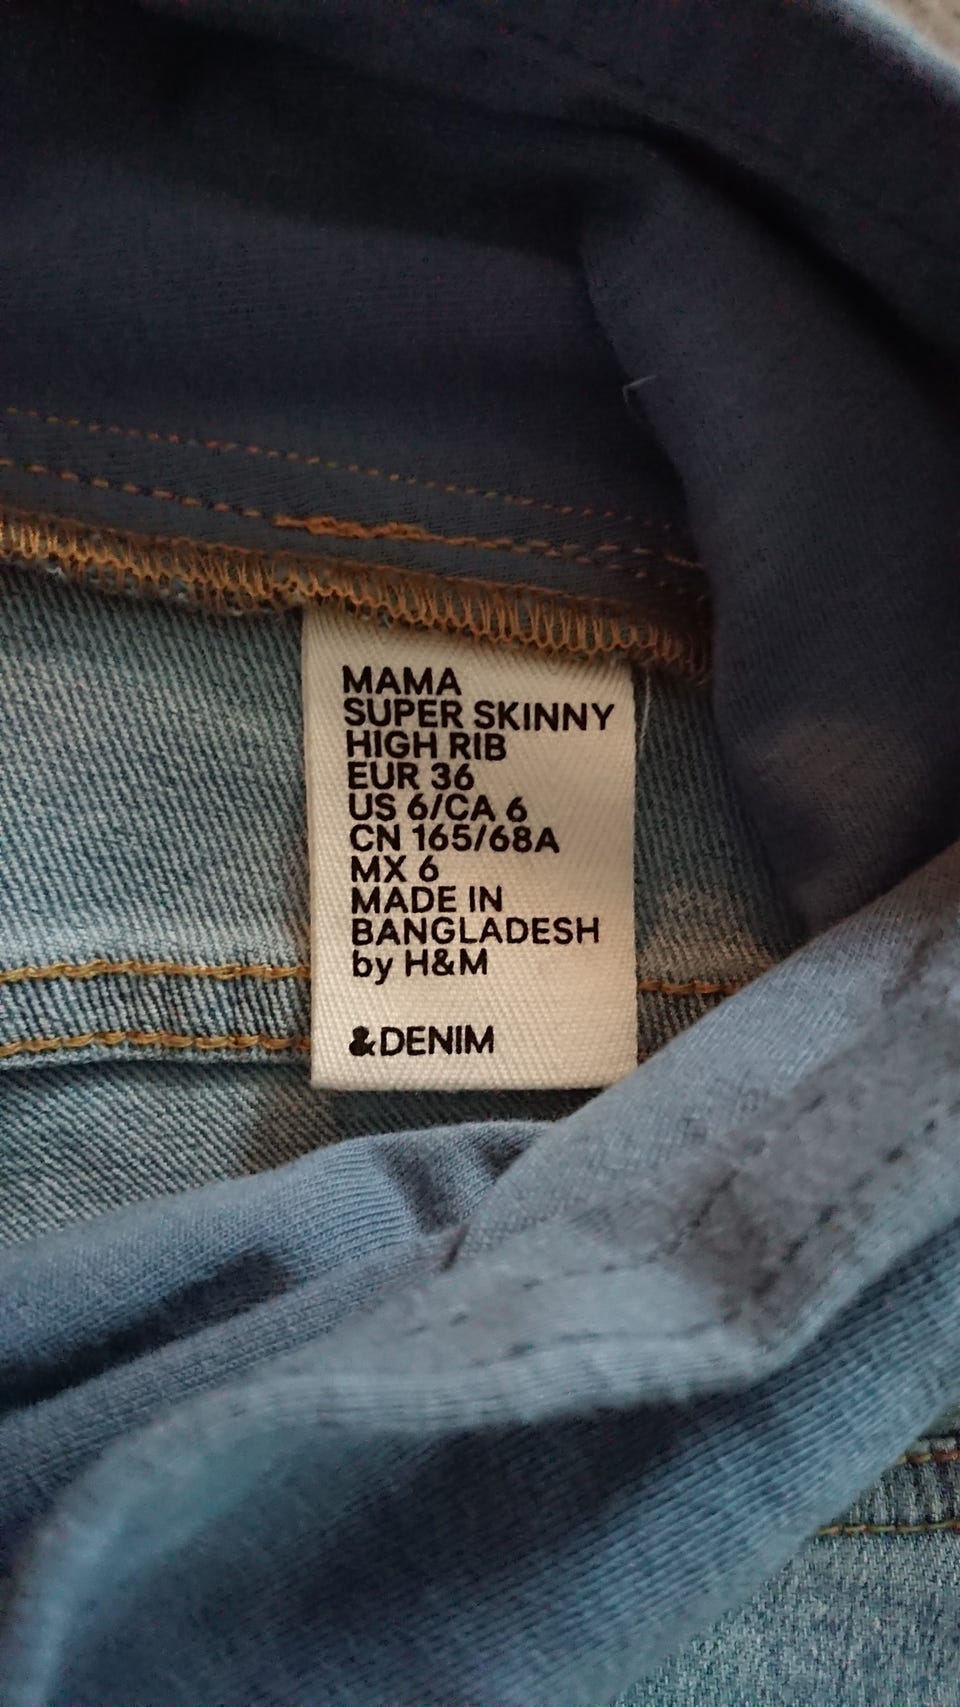 MAMA
SUPER SKINNY
HIGH RIB
EUR 36
US 6/CA 6
CN 165/68A
MX 6
MADE IN
BANGLADESH
by H&M
&DENIM